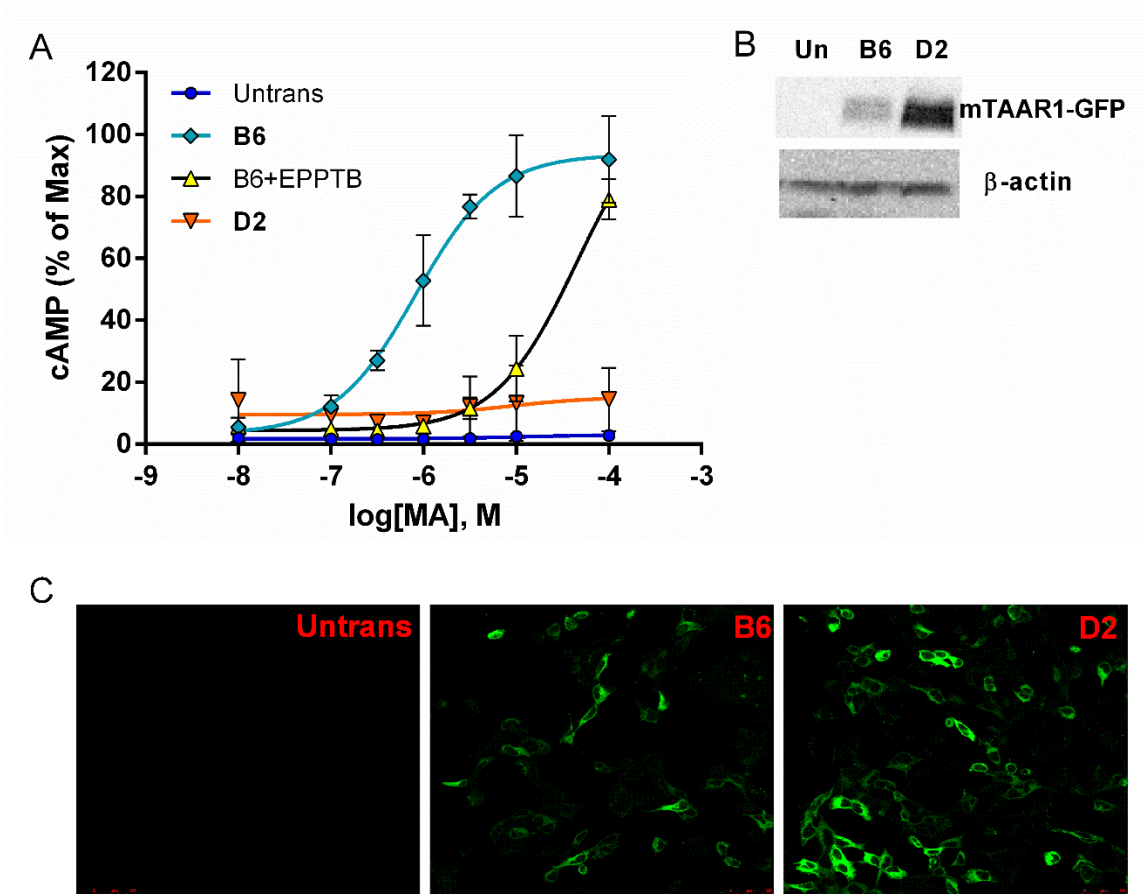 A
120
100
80
60
40
20
0
cAMP (% of Max)
Untrans
B6
B6+EPPTB
D2
-9 -8 -7 -6 -5 -4 -3
log[MA], M
B
Un B6 D2
mTAAR1-GFP
β-actin
C
Untrans
B6
D2